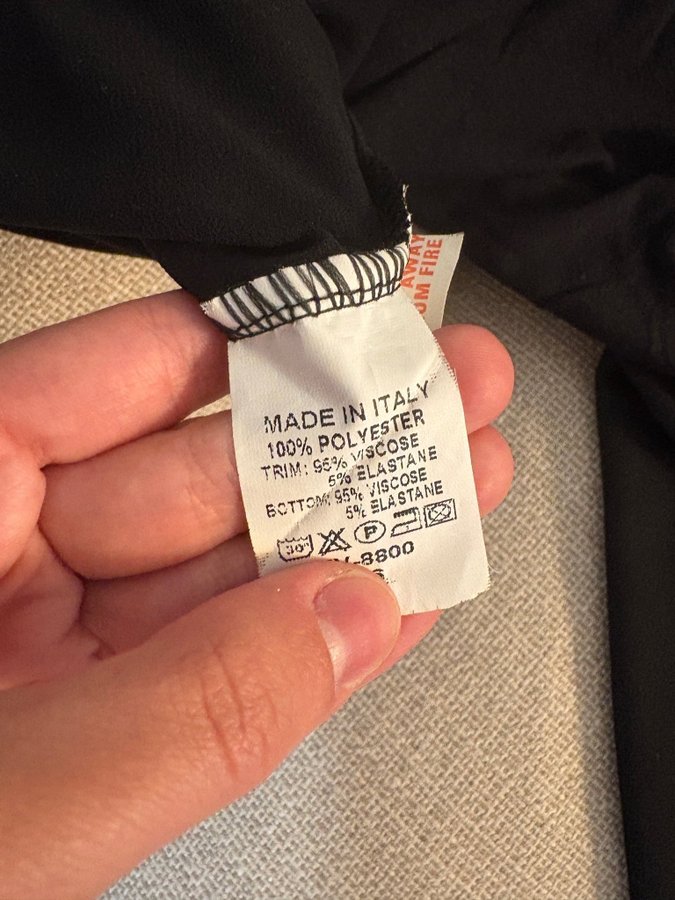 AWAY
FIRE
MADE IN ITALY
100% POLYESTER
TRIM: 95% VISCOSE
5% ELASTANE
BOTTOM: 95% VISCOSE
5% ELASTANE
30° P
-8800